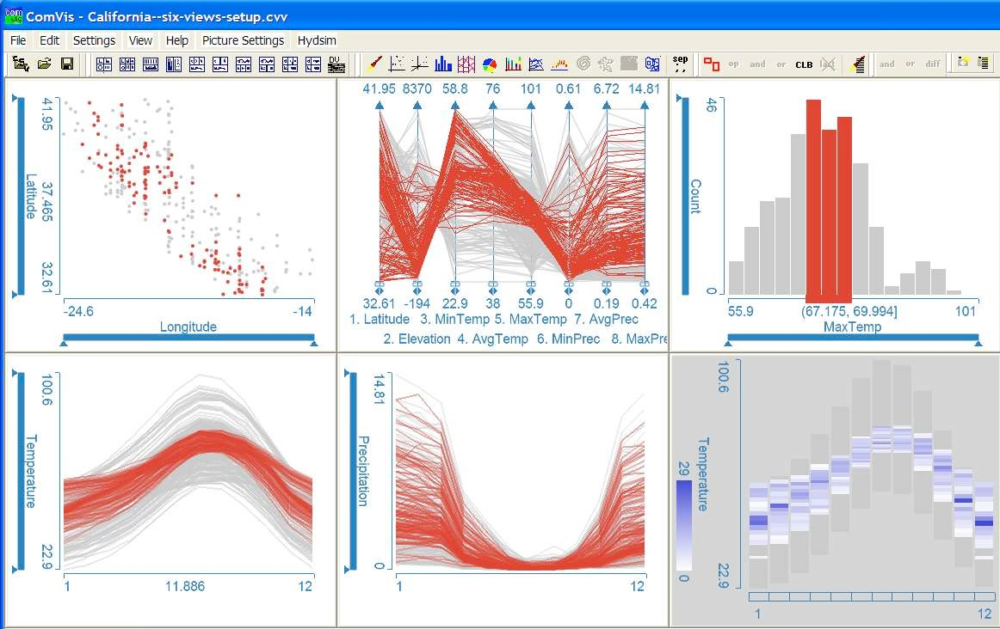 ComVis - California--six-views-setup.cvv
File Edit Settings View Help Picture Settings Hydsim
DV sep op and or CLB and or diff
41.95
37.465
32.61
Latitude
-24.6 -14
Longitude
41.95 8370 58.8 76 101 0.61 6.72 14.81
32.61 -194 22.9 38 55.9 0 0.19 0.42
1. Latitude 3. MinTemp 5. MaxTemp 7. AvgPrec
2. Elevation 4. AvgTemp 6. MinPrec 8. MaxPre
46
Count
0
55.9 (67.175, 69.994] 101
MaxTemp
100.6
Temperature
22.9
1 11.886 12
14.81
Precipitation
0
1 12
100.6
Temperature
29
0
22.9
1 12